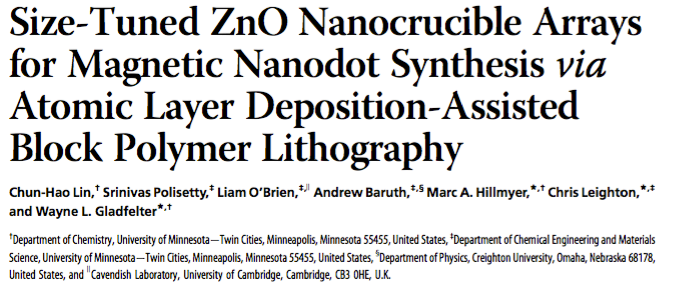 Size-Tuned ZnO Nanocrucible Arrays
for Magnetic Nanodot Synthesis via
Atomic Layer Deposition-Assisted
Block Polymer Lithography
Chun-Hao Lin,† Srinivas Polisetty,‡ Liam O'Brien,‡,∥ Andrew Baruth,‡,§ Marc A. Hillmyer,*,† Chris Leighton,*,‡
and Wayne L. Gladfelter*,†
†Department of Chemistry, University of Minnesota—Twin Cities, Minneapolis, Minnesota 55455, United States, ‡Department of Chemical Engineering and Materials
Science, University of Minnesota—Twin Cities, Minneapolis, Minnesota 55455, United States, §Department of Physics, Creighton University, Omaha, Nebraska 68178,
United States, and ∥Cavendish Laboratory, University of Cambridge, Cambridge, CB3 0HE, U.K.